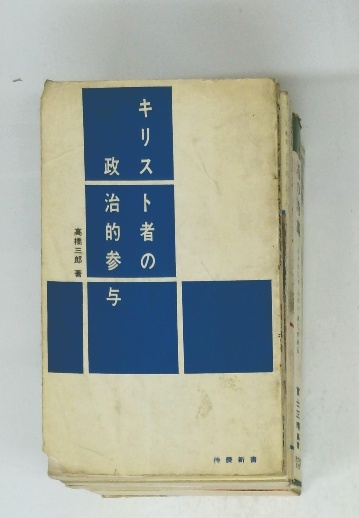 キリスト者の
政治的参与
高橋三郎 著
待晨新書